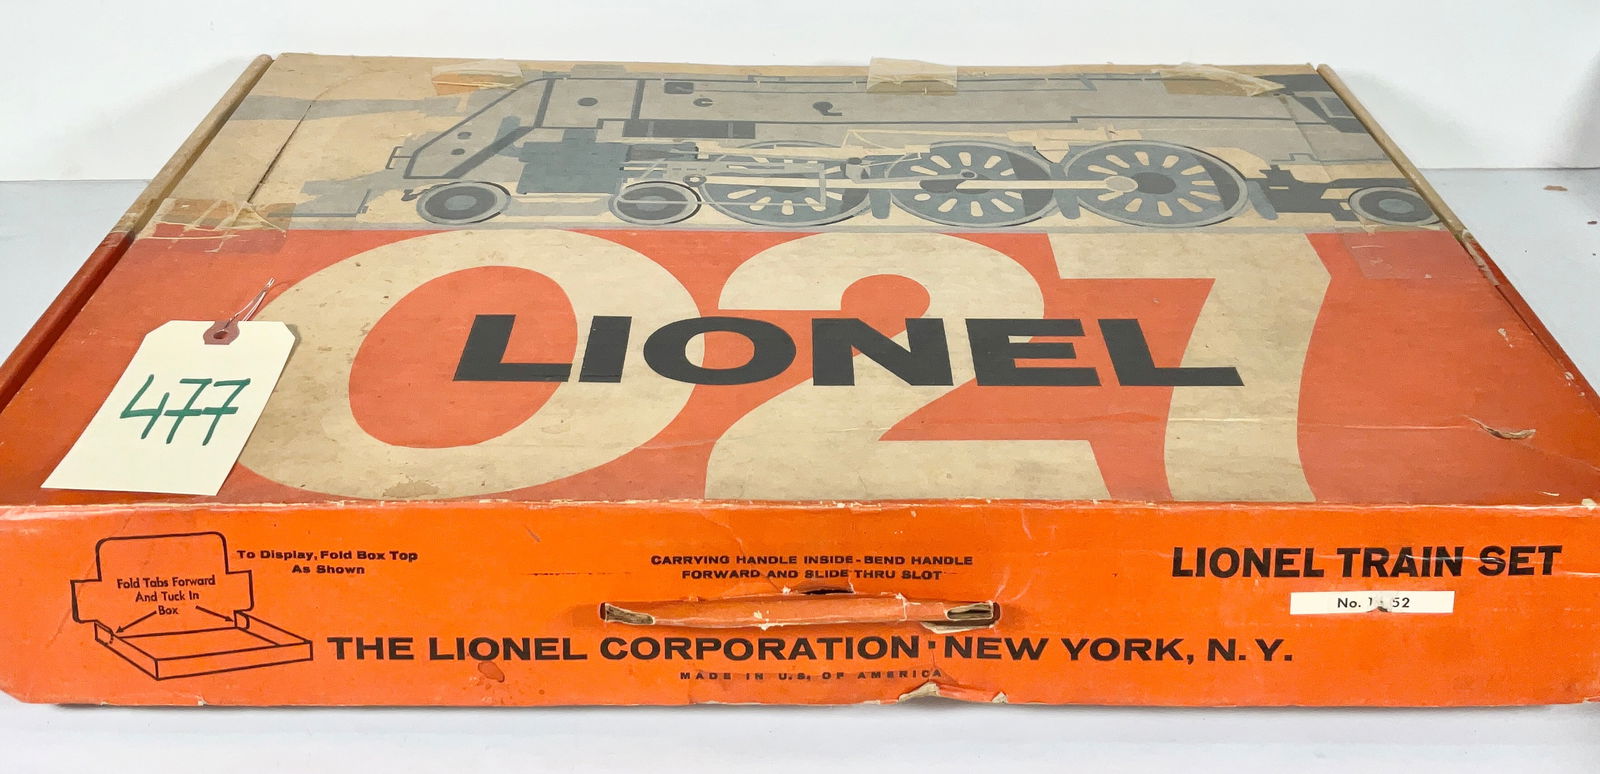 027
LIONEL
477
To Display, Fold Box Top
As Shown
Fold Tabs Forward
And Tuck In
Box
CARRYING HANDLE INSIDE-BEND HANDLE
FORWARD AND SLIDE THRU SLOT
LIONEL TRAIN SET
No.
THE LIONEL CORPORATION · NEW YORK, N. Y.
MADE IN U.S. OF AMERICA